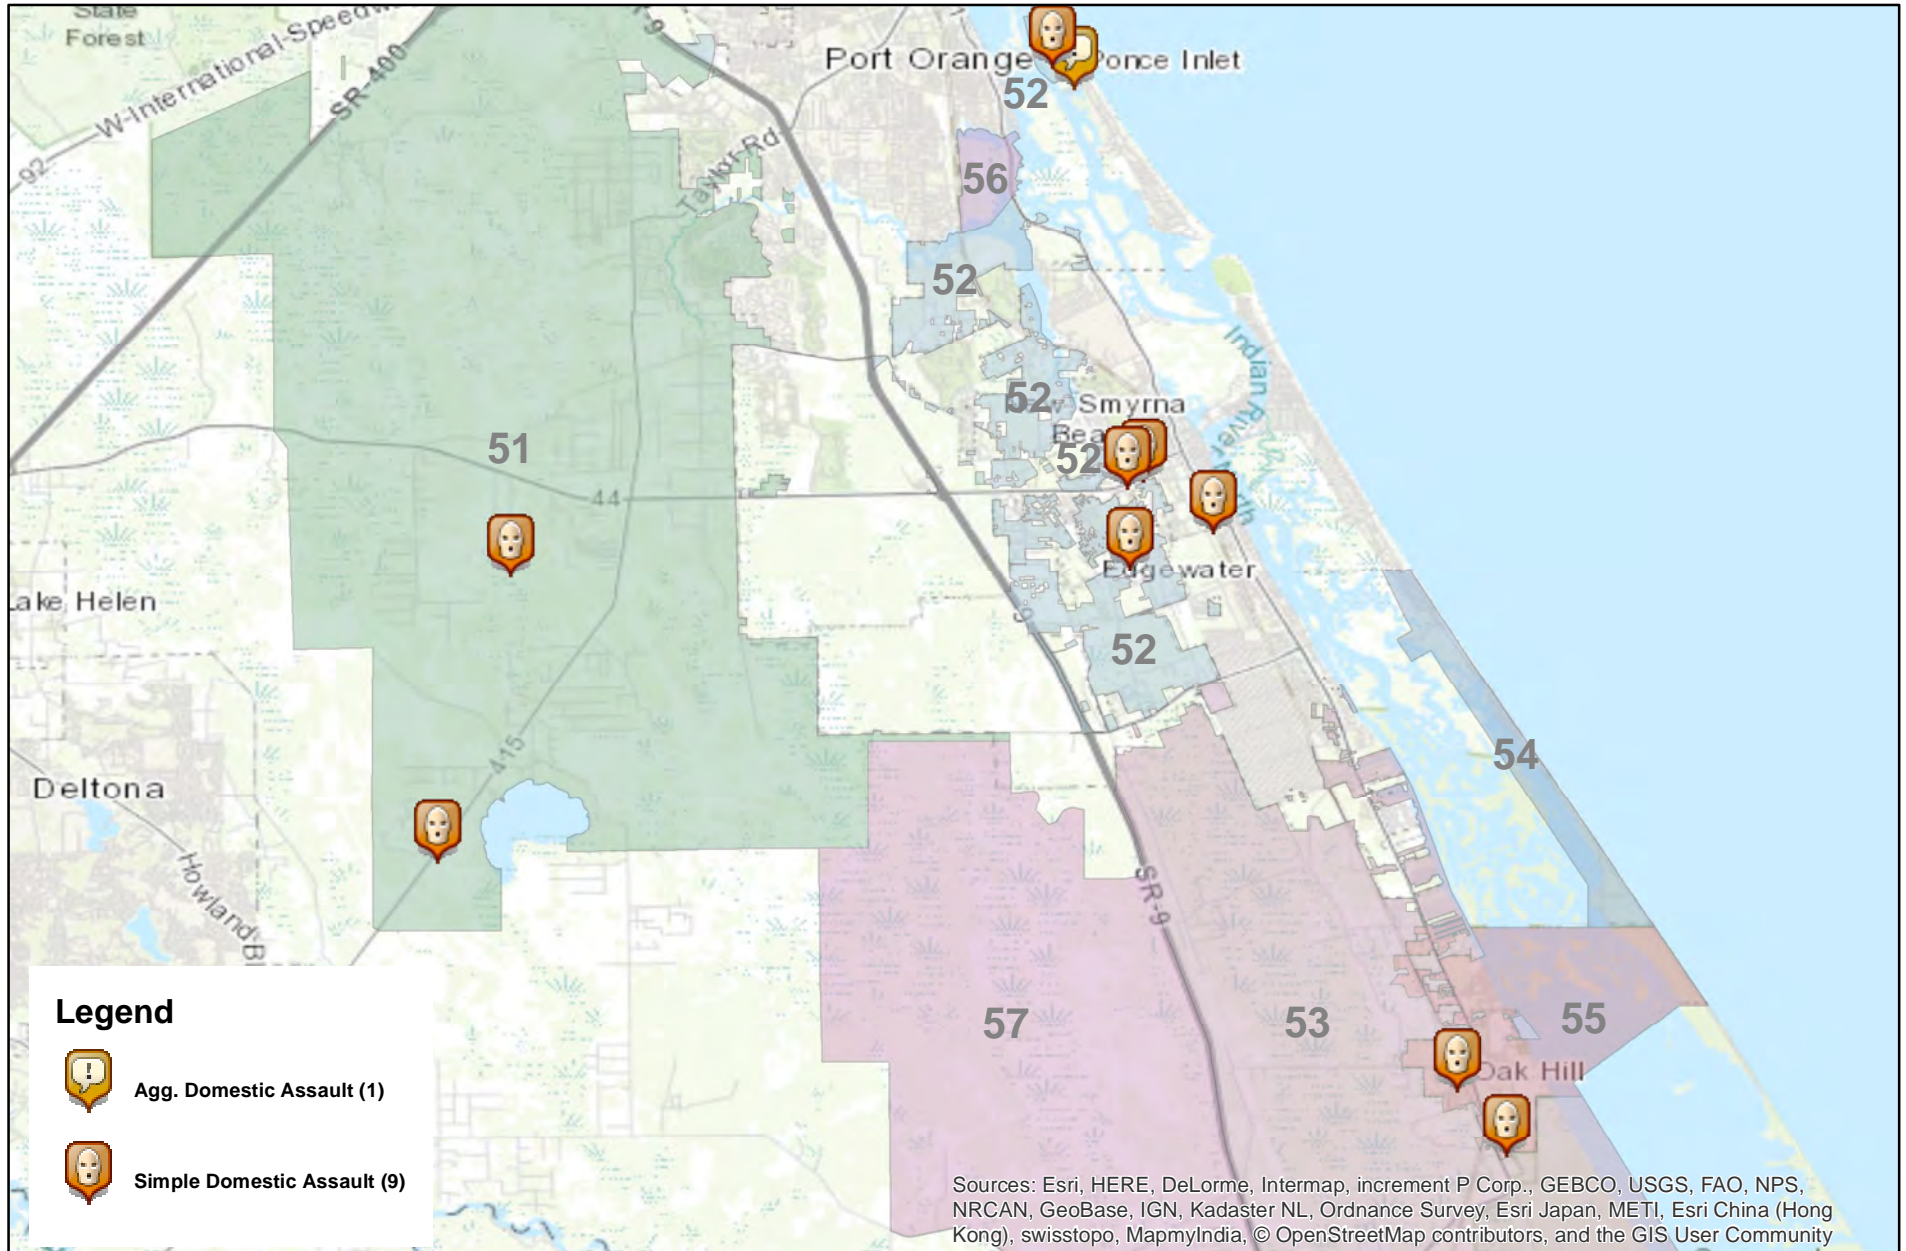 State
Forest
W-International-Speedw
SR-400
92
Port Orange
Ponce Inlet
52
Taylor Rd
56
52
Indian River North
52
Smyrna
Bea
51
52
44
Edgewater
Lake Helen
52
54
415
Deltona
Howland B
SR-9
57
53
55
Oak Hill
Legend
!
Agg. Domestic Assault (1)
Simple Domestic Assault (9)
Sources: Esri, HERE, DeLorme, Intermap, increment P Corp., GEBCO, USGS, FAO, NPS,
NRCAN, GeoBase, IGN, Kadaster NL, Ordnance Survey, Esri Japan, METI, Esri China (Hong
Kong), swisstopo, MapmyIndia, © OpenStreetMap contributors, and the GIS User Community